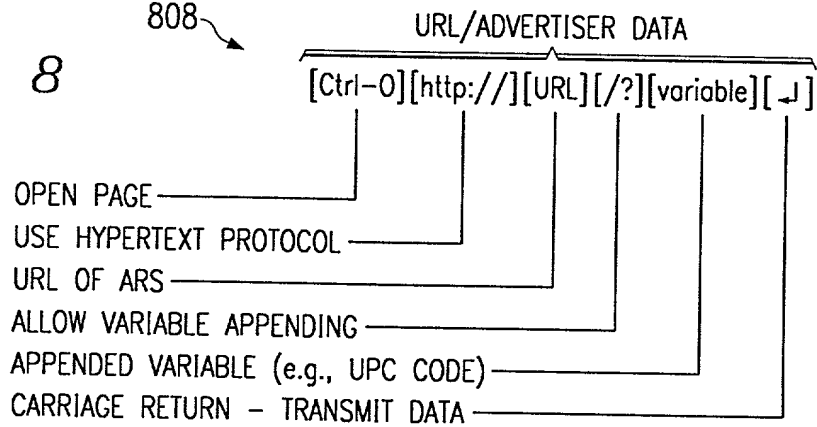 808
URL/ADVERTISER DATA
8
[Ctrl-O][http://][URL][/?][variable][↵]
OPEN PAGE
USE HYPERTEXT PROTOCOL
URL OF ARS
ALLOW VARIABLE APPENDING
APPENDED VARIABLE (e.g., UPC CODE)
CARRIAGE RETURN - TRANSMIT DATA